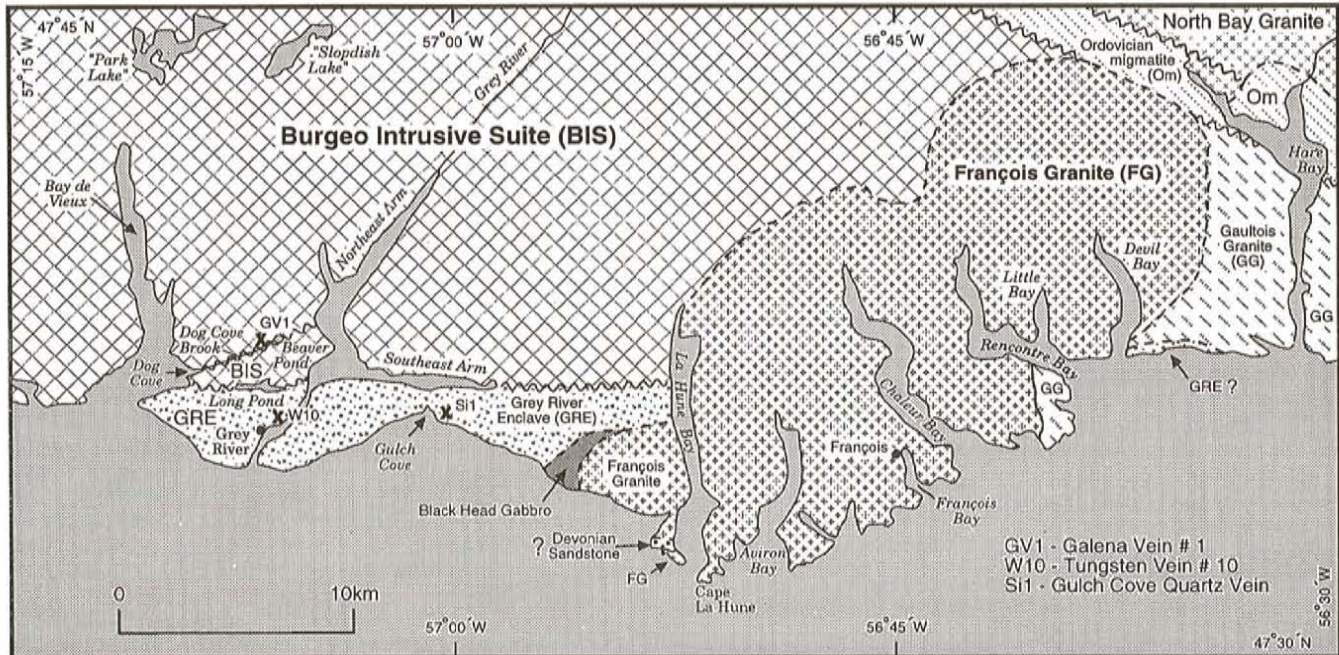 47°45' N
57°15' W
"Park
Lake"
"Slopdish
Lake"
57°00' W
Grey River
56°45' W
Ordovician
migmatite
(Om)
North Bay Granite
Om
Burgeo Intrusive Suite (BIS)
François Granite (FG)
Hare
Bay
Bay de
Vieux
Northeast Arm
Gaultois
Granite
(GG)
Devil
Bay
Little
Bay
GV1
Dog Cove
Brook
Beaver
Pond
BIS
Dog
Cove
Southeast Arm
La Hune Bay
Rencontre Bay
GG
GG
GRE ?
Long Pond
GRE
W10
Grey
River
Si1
Grey River
Enclave (GRE)
Gulch
Cove
Chaleur Bay
François
Granite
François
Black Head Gabbro
François
Bay
? Devonian
Sandstone
FG
Aviron
Bay
Cape
La Hune
GV1 - Galena Vein # 1
W10 - Tungsten Vein # 10
Si1 - Gulch Cove Quartz Vein
0
10km
57°00' W
56°45' W
56°30' W
47°30' N